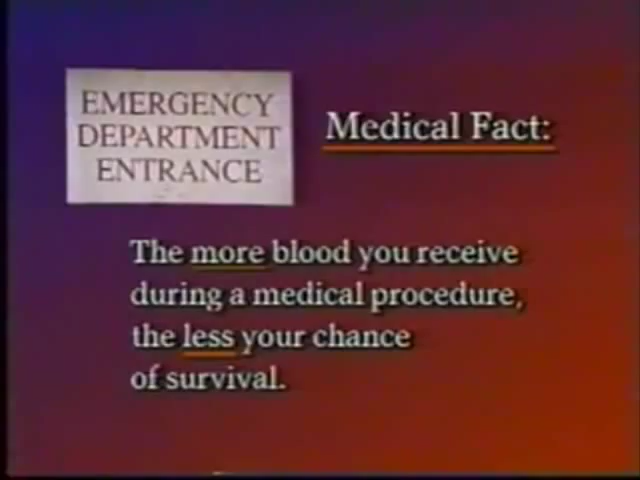 EMERGENCY
DEPARTMENT
ENTRANCE
Medical Fact:
The more blood you receive
during a medical procedure,
the less your chance
of survival.